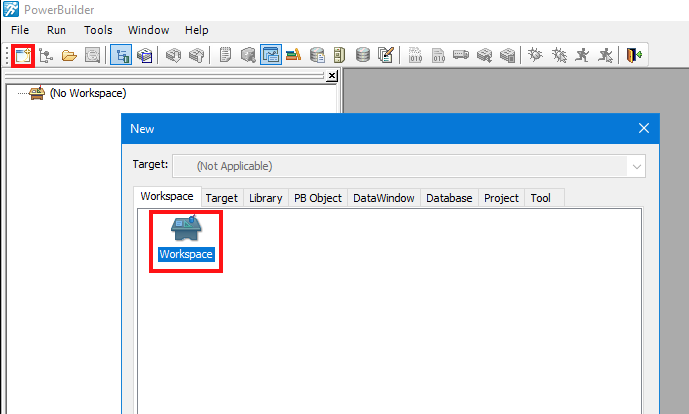 PowerBuilder
File Run Tools Window Help
(No Workspace)
New
Target: (Not Applicable)
Workspace Target Library PB Object DataWindow Database Project Tool
Workspace